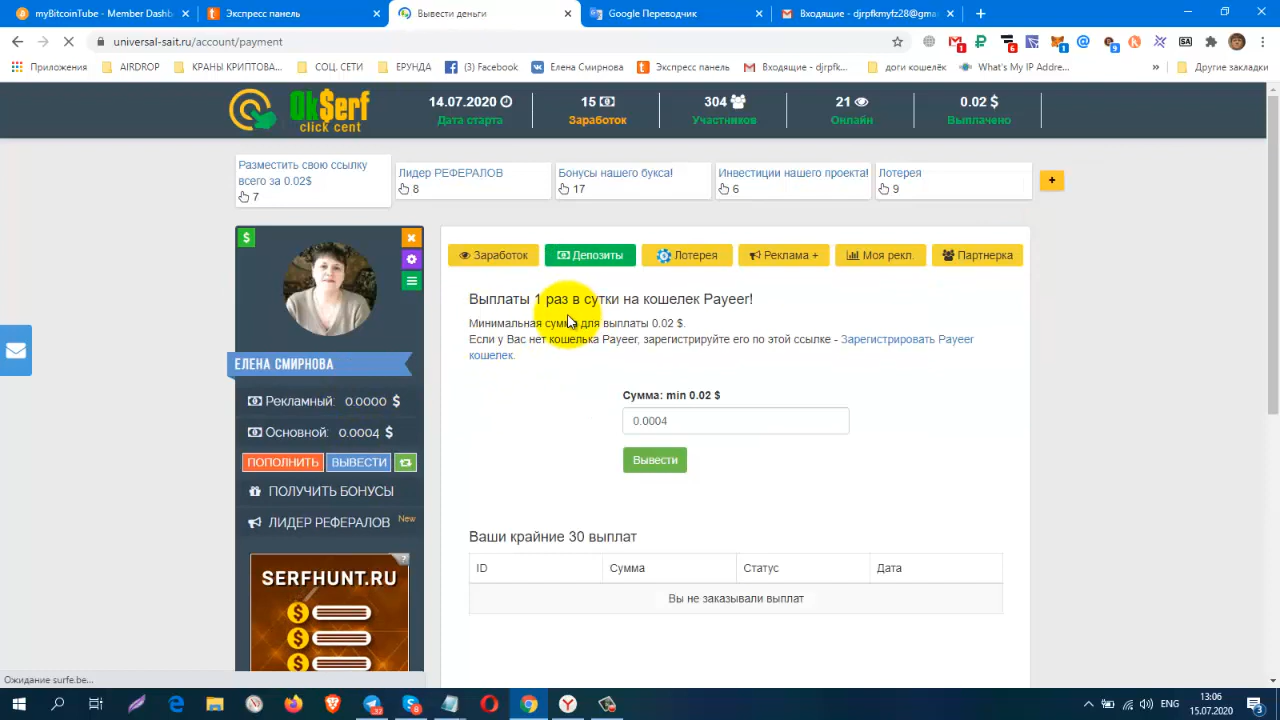 myBitcoinTube - Member Dashb
Экспресс панель
Вывести деньги
Google Переводчик
Входящие - djrpfkmyfz28@gmai
universal-sait.ru/account/payment
Приложения
AIRDROP
КРАНЫ КРИПТОВА...
СОЦ. СЕТИ
ЕРУНДА
(3) Facebook
Елена Смирнова
Экспресс панель
Входящие - djrpfk...
доги кошелёк
What's My IP Addre...
»
Другие закладки
OkSerf
click cent
14.07.2020
Дата старта
15
Заработок
304
Участников
21
Онлайн
0.02 $
Выплачено
Разместить свою ссылку
всего за 0.02$
7
Лидер РЕФЕРАЛОВ
8
Бонусы нашего букса!
17
Инвестиции нашего проекта!
6
Лотерея
9
+
$
ЕЛЕНА СМИРНОВА
Рекламный: 0.0000 $
Основной: 0.0004 $
ПОПОЛНИТЬ
ВЫВЕСТИ
ПОЛУЧИТЬ БОНУСЫ
ЛИДЕР РЕФЕРАЛОВ New
SERFHUNT.RU
Заработок
Депозиты
Лотерея
Реклама +
Моя рекл.
Партнерка
Выплаты 1 раз в сутки на кошелек Payeer!
Минимальная сумма для выплаты 0.02 $.
Если у Вас нет кошелька Payeer, зарегистрируйте его по этой ссылке - Зарегистрировать Payeer
кошелек.
Сумма: min 0.02 $
0.0004
Вывести
Ваши крайние 30 выплат
ID Сумма Статус Дата
Вы не заказывали выплат
Ожидание surfe.be...
ENG
13:06
15.07.2020